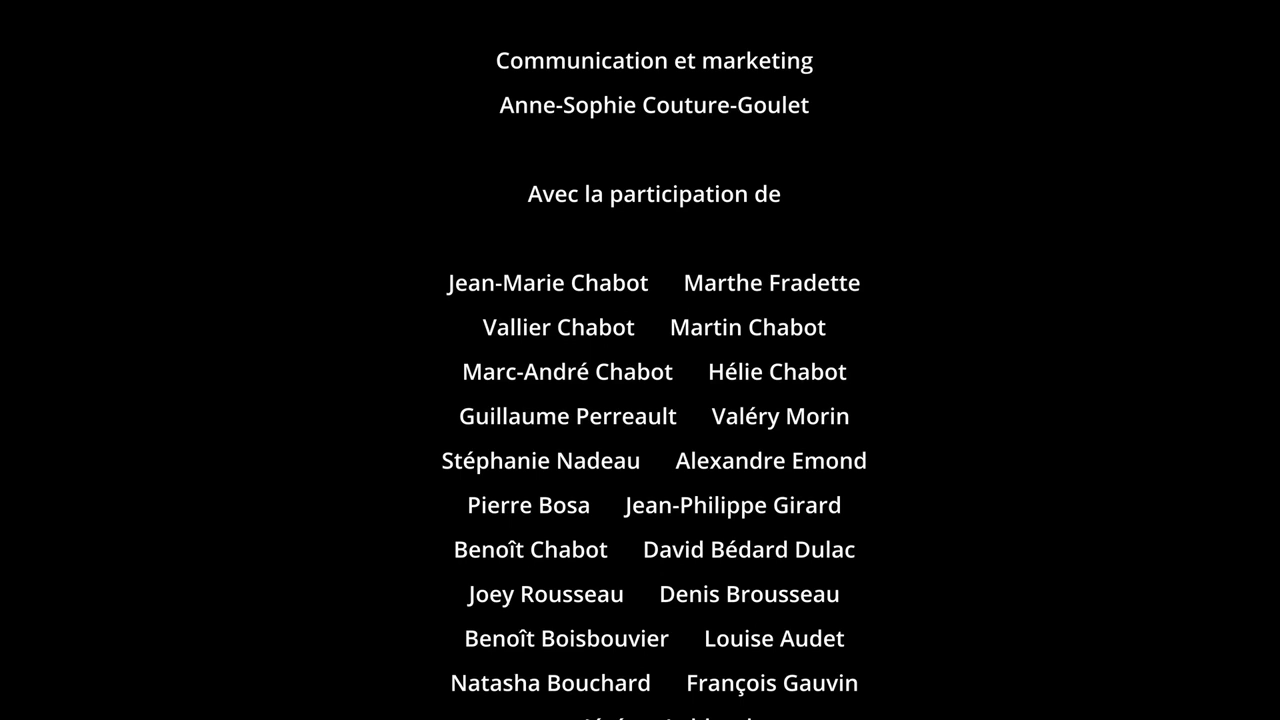 Communication et marketing
Anne-Sophie Couture-Goulet
Avec la participation de
Jean-Marie Chabot Marthe Fradette
Vallier Chabot Martin Chabot
Marc-André Chabot Hélie Chabot
Guillaume Perreault Valéry Morin
Stéphanie Nadeau Alexandre Emond
Pierre Bosa Jean-Philippe Girard
Benoît Chabot David Bédard Dulac
Joey Rousseau Denis Brousseau
Benoît Boisbouvier Louise Audet
Natasha Bouchard François Gauvin